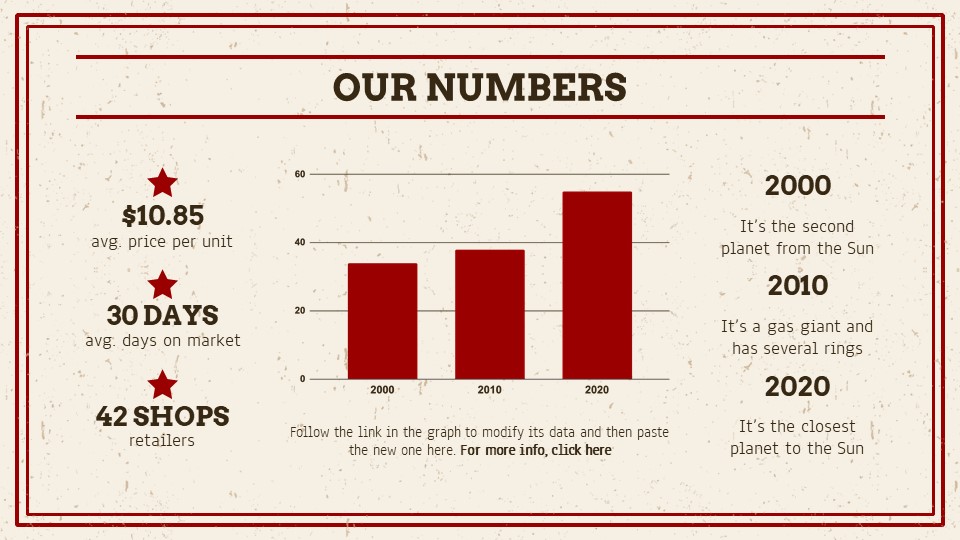 OUR NUMBERS
$10.85
avg. price per unit
30 DAYS
avg. days on market
42 SHOPS
retailers
60
40
20
0
2000
2010
2020
Follow the link in the graph to modify its data and then paste
the new one here. For more info, click here
2000
It’s the second
planet from the Sun
2010
It’s a gas giant and
has several rings
2020
It’s the closest
planet to the Sun